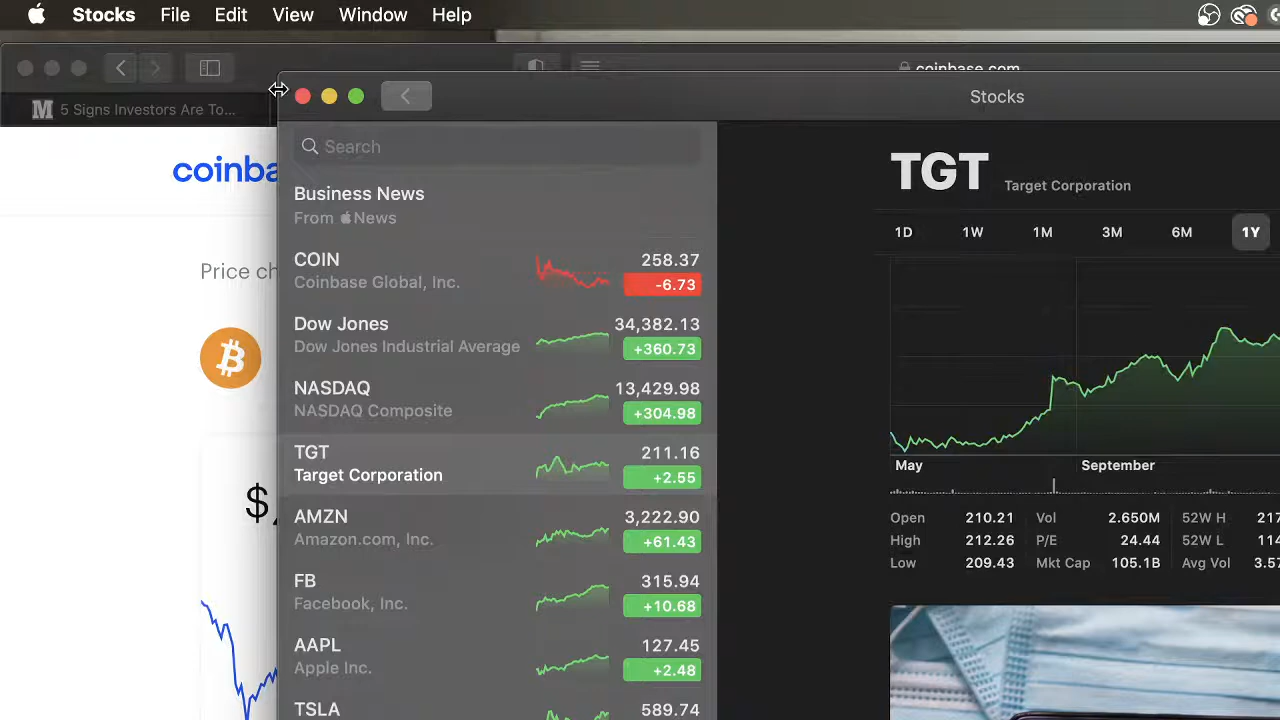 Stocks File Edit View Window Help
coinbase.com
5 Signs Investors Are To...
Stocks
Search
Business News
From News
COIN 258.37
Coinbase Global, Inc. -6.73
Dow Jones 34,382.13
Dow Jones Industrial Average +360.73
NASDAQ 13,429.98
NASDAQ Composite +304.98
TGT 211.16
Target Corporation +2.55
AMZN 3,222.90
Amazon.com, Inc. +61.43
FB 315.94
Facebook, Inc. +10.68
AAPL 127.45
Apple Inc. +2.48
TSLA 589.74
TGT Target Corporation
1D 1W 1M 3M 6M 1Y
May September
Open 210.21 Vol 2.650M 52W H 217
High 212.26 P/E 24.44 52W L 114
Low 209.43 Mkt Cap 105.1B Avg Vol 3.57
coinba
Price ch
$